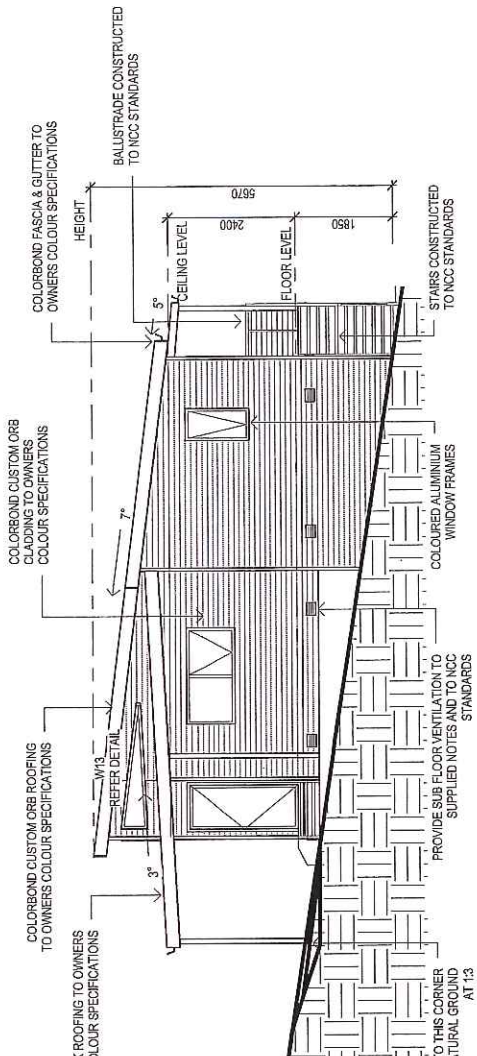 COLORBOND FASCIA & GUTTER TO
OWNERS COLOUR SPECIFICATIONS
BALUSTRADE CONSTRUCTED
TO NCC STANDARDS
COLORBOND CUSTOM ORB
CLADDING TO OWNERS
COLOUR SPECIFICATIONS
COLORBOND CUSTOM ORB ROOFING
TO OWNERS COLOUR SPECIFICATIONS
ROOFING TO OWNERS
COLOUR SPECIFICATIONS
HEIGHT
5°
7°
3°
W13
REFER DETAIL
CEILING LEVEL
FLOOR LEVEL
2400
1850
5670
STAIRS CONSTRUCTED
TO NCC STANDARDS
COLOURED ALUMINIUM
WINDOW FRAMES
PROVIDE SUB FLOOR VENTILATION TO
SUPPLIED NOTES AND TO NCC
STANDARDS
TO THIS CORNER
GROUND
AT 1:3